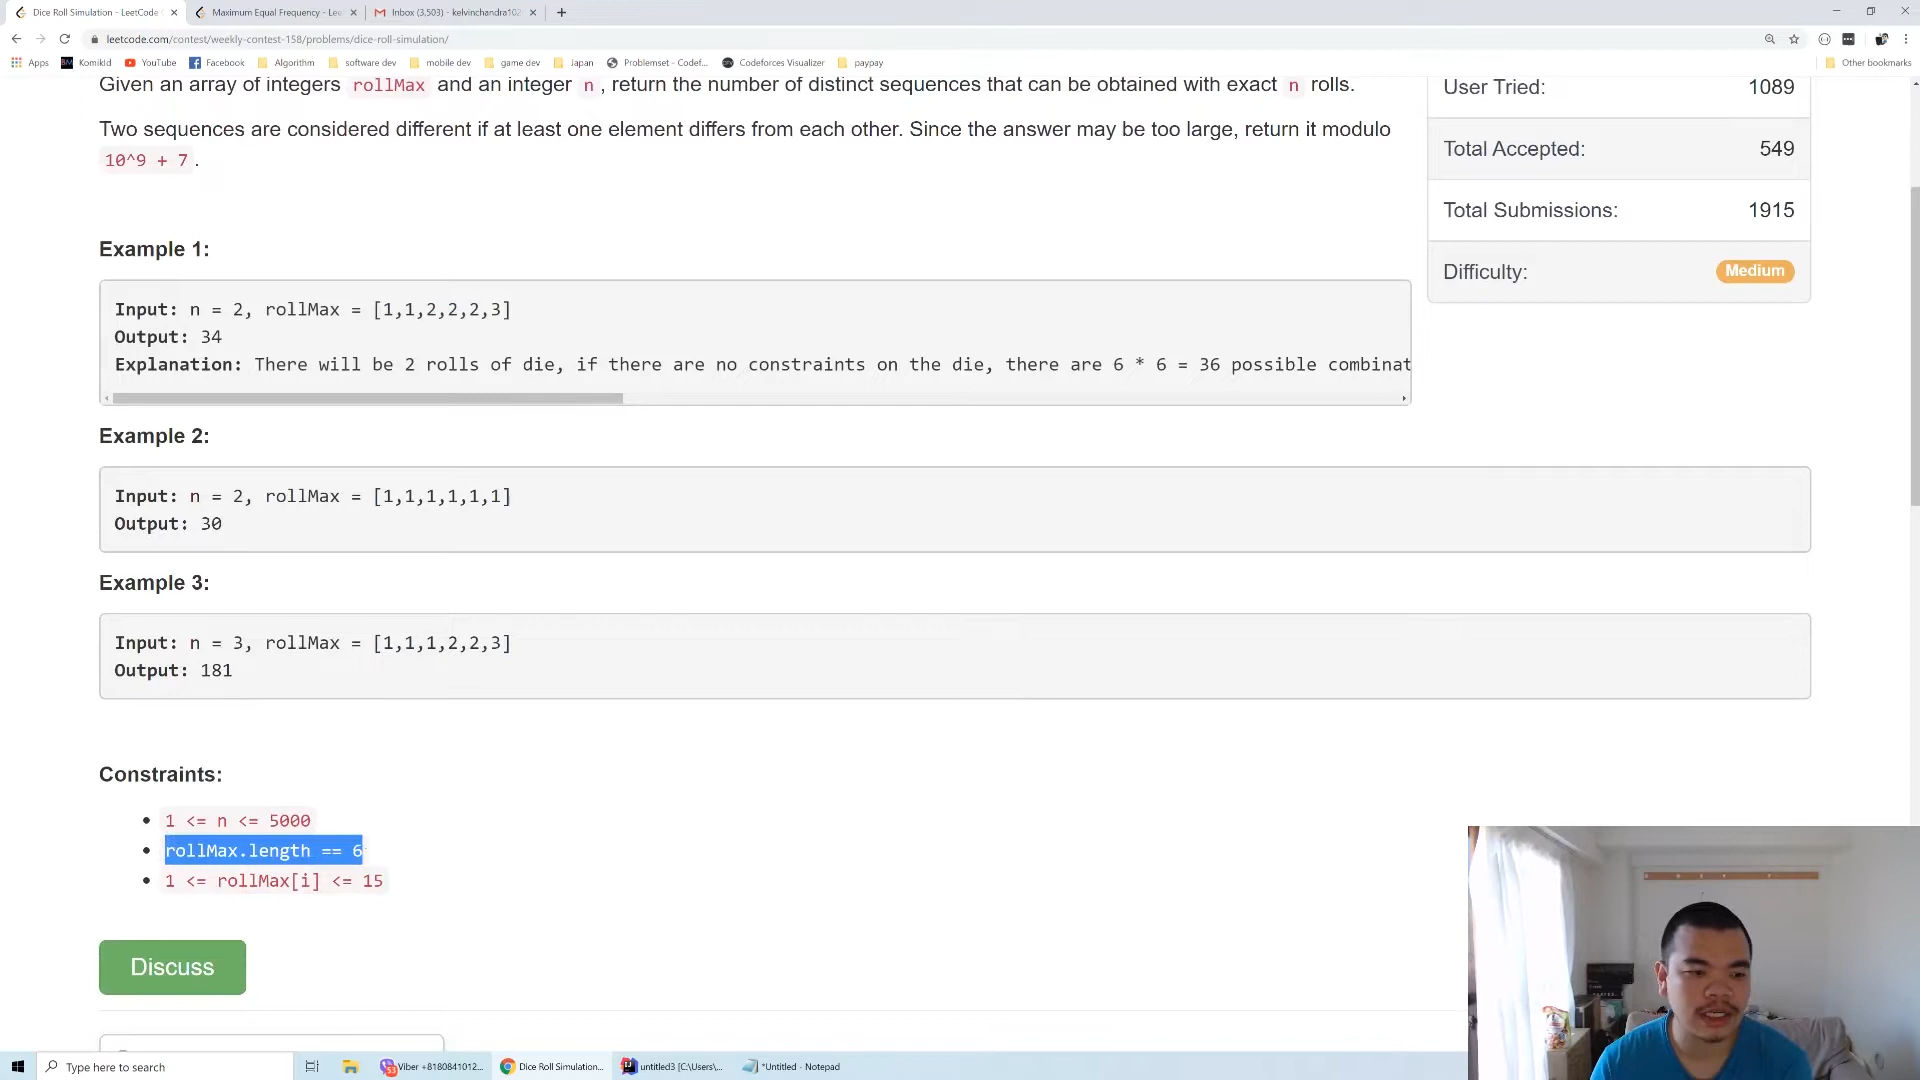 Dice Roll Simulation - LeetCode
Maximum Equal Frequency - Lee
Inbox (3,503) - kelvinchandra102
leetcode.com/contest/weekly-contest-158/problems/dice-roll-simulation/
Apps Komikid YouTube Facebook Algorithm software dev mobile dev game dev Japan Problemset - Codef... Codeforces Visualizer paypay Other bookmarks
Given an array of integers rollMax and an integer n, return the number of distinct sequences that can be obtained with exact n rolls.
Two sequences are considered different if at least one element differs from each other. Since the answer may be too large, return it modulo
10^9 + 7.
User Tried: 1089
Total Accepted: 549
Total Submissions: 1915
Difficulty: Medium
Example 1:
Input: n = 2, rollMax = [1,1,2,2,2,3]
Output: 34
Explanation: There will be 2 rolls of die, if there are no constraints on the die, there are 6 * 6 = 36 possible combinat
Example 2:
Input: n = 2, rollMax = [1,1,1,1,1,1]
Output: 30
Example 3:
Input: n = 3, rollMax = [1,1,1,2,2,3]
Output: 181
Constraints:
1 <= n <= 5000
rollMax.length == 6
1 <= rollMax[i] <= 15
Discuss
Type here to search
Viber +8180841012...
Dice Roll Simulation...
untitled3 [C:\Users\...
*Untitled - Notepad